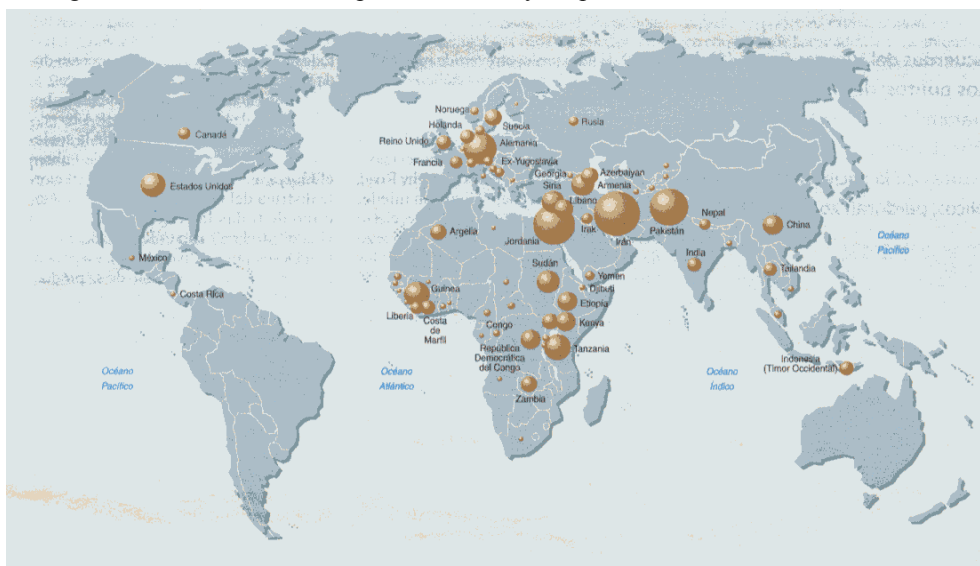 Noruega
Holanda
Suecia
Rusia
Canadá
Reino Unido
Alemania
Francia
Ex-Yugoslavia
Georgia
Azerbaiyan
Estados Unidos
Siria
Armenia
Líbano
Nepal
China
Argelia
Irak
Pakistán
Jordania
Irán
Océano
Pacífico
México
Sudán
India
Tailandia
Yemen
Guinea
Djibuti
Costa Rica
Etiopía
Liberia
Costa
de
Marfil
Congo
Kenya
República
Democrática
del Congo
Tanzania
Indonesia
(Timor Occidental)
Océano
Pacífico
Océano
Atlántico
Océano
Índico
Zambia